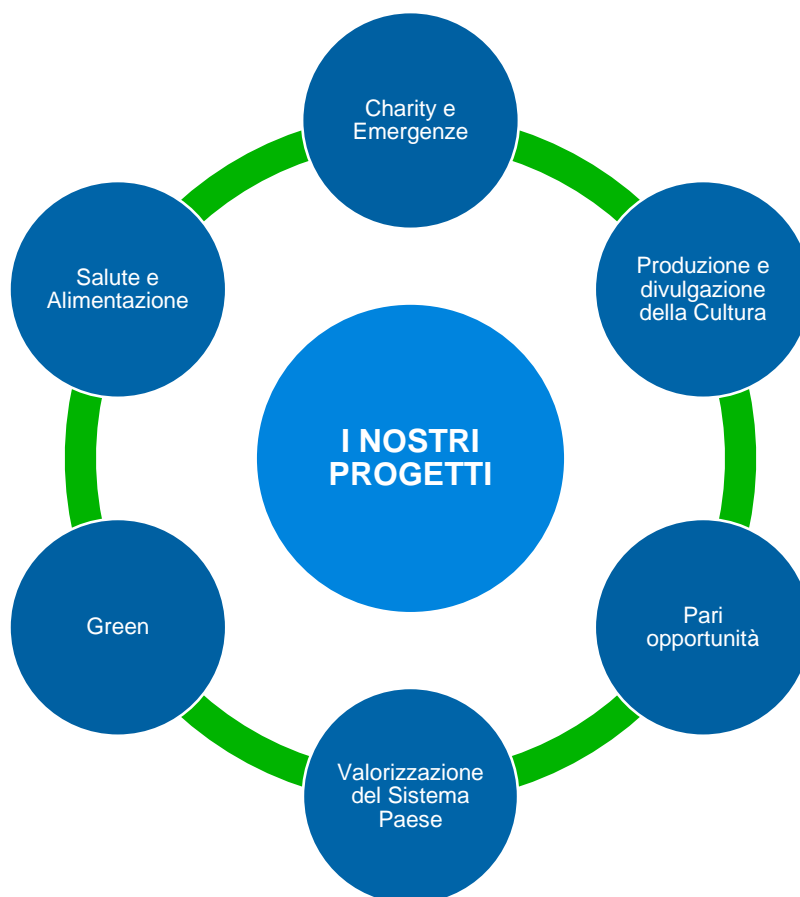 Charity e
Emergenze
Produzione e
divulgazione
della Cultura
Salute e
Alimentazione
I NOSTRI
PROGETTI
Green
Pari
opportunità
Valorizzazione
del Sistema
Paese